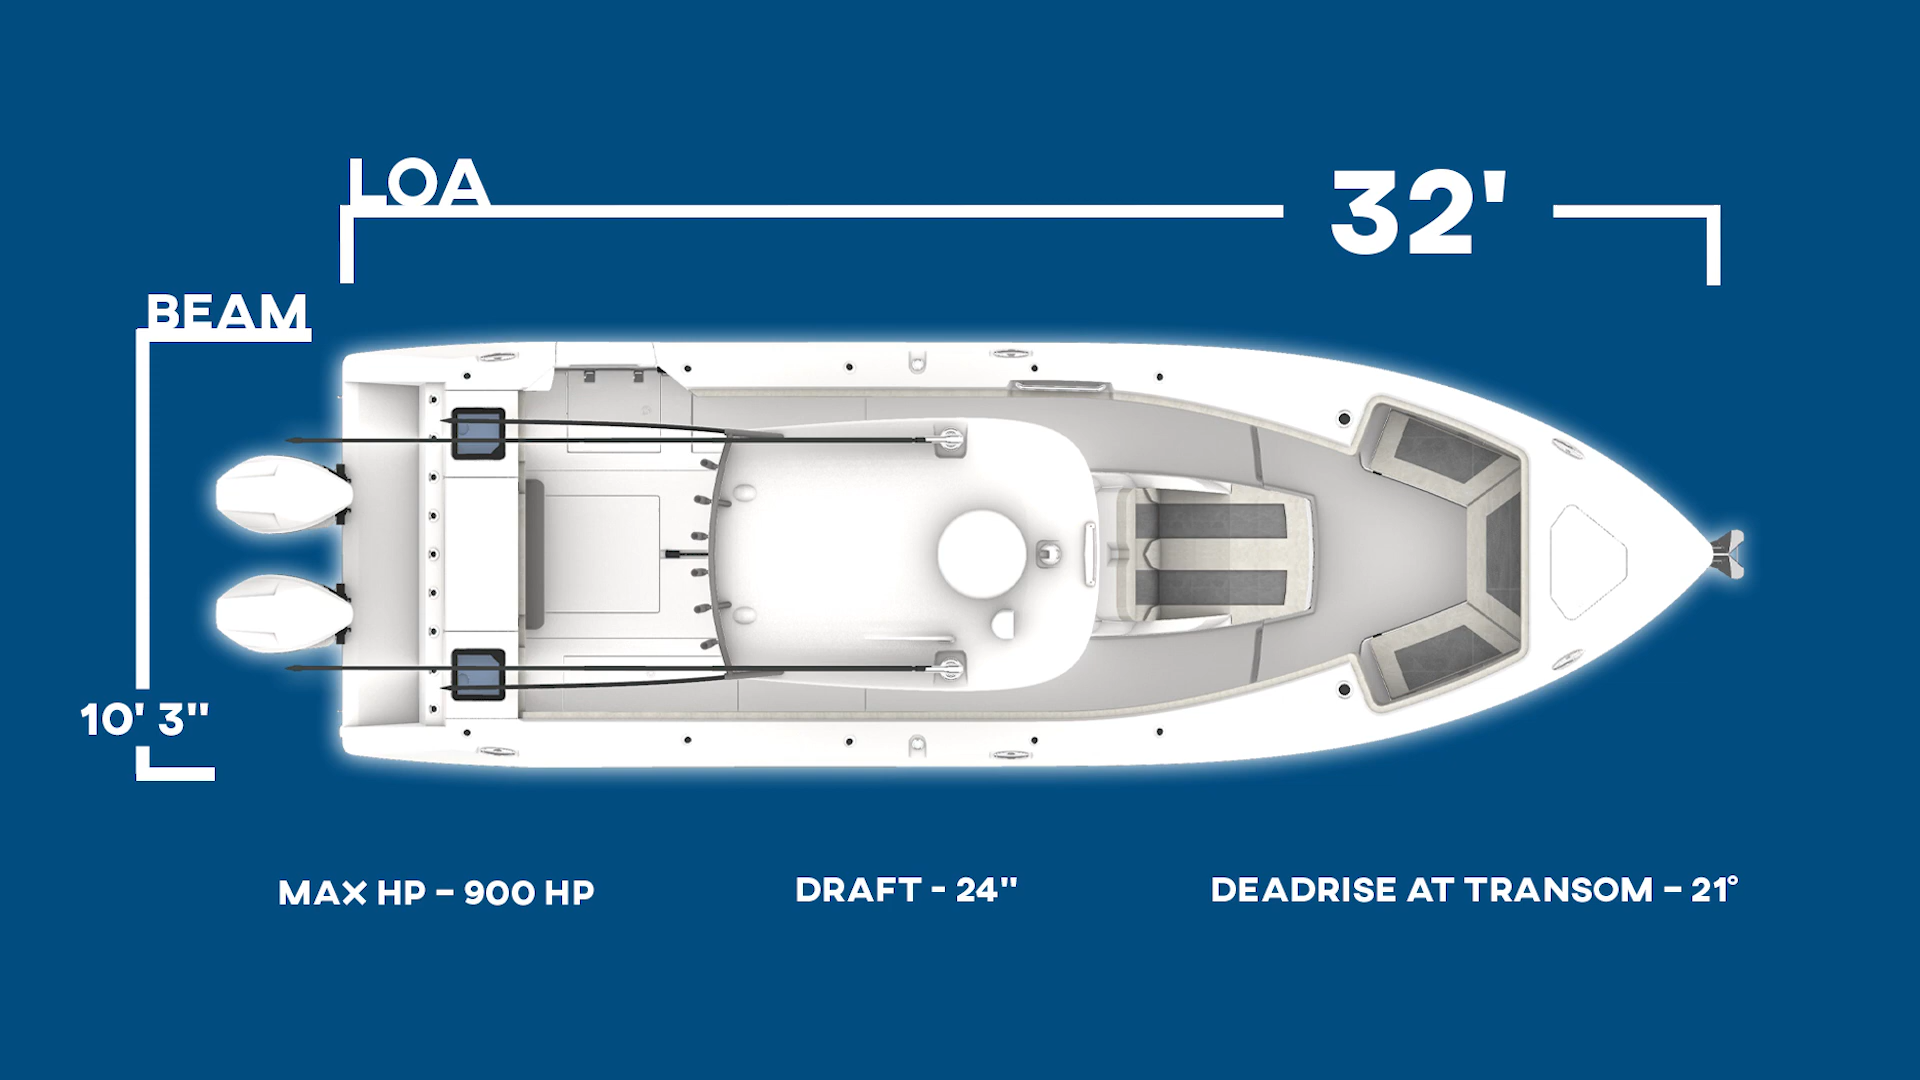 LOA
32'
BEAM
10' 3"
MAX HP – 900 HP
DRAFT - 24"
DEADRISE AT TRANSOM – 21°